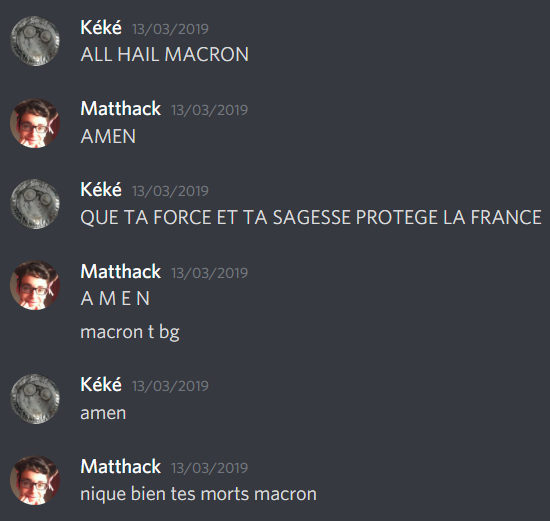 Kéké 13/03/2019
ALL HAIL MACRON
Matthack 13/03/2019
AMEN
Kéké 13/03/2019
QUE TA FORCE ET TA SAGESSE PROTEGE LA FRANCE
Matthack 13/03/2019
A M E N
macron t bg
Kéké 13/03/2019
amen
Matthack 13/03/2019
nique bien tes morts macron